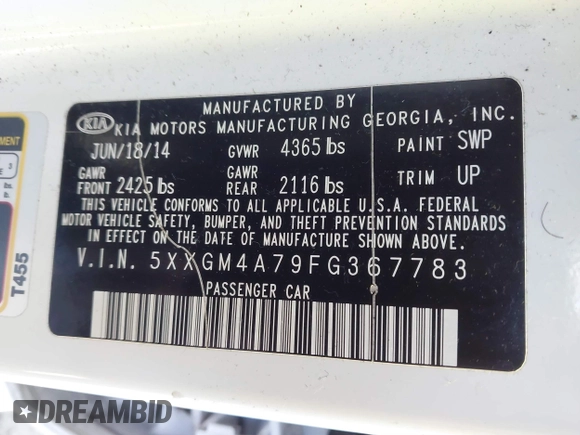 MANUFACTURED BY
KIA KIA MOTORS MANUFACTURING GEORGIA, INC.
JUN/18/14 GVWR 4365 lbs PAINT SWP
GAWR FRONT 2425 lbs GAWR REAR 2116 lbs TRIM UP
THIS VEHICLE CONFORMS TO ALL APPLICABLE U.S.A. FEDERAL
MOTOR VEHICLE SAFETY, BUMPER, AND THEFT PREVENTION STANDARDS
IN EFFECT ON THE DATE OF MANUFACTURE SHOWN ABOVE.
V.I.N. 5XXGM4A79FG367783
PASSENGER CAR
T455
DREAMBID